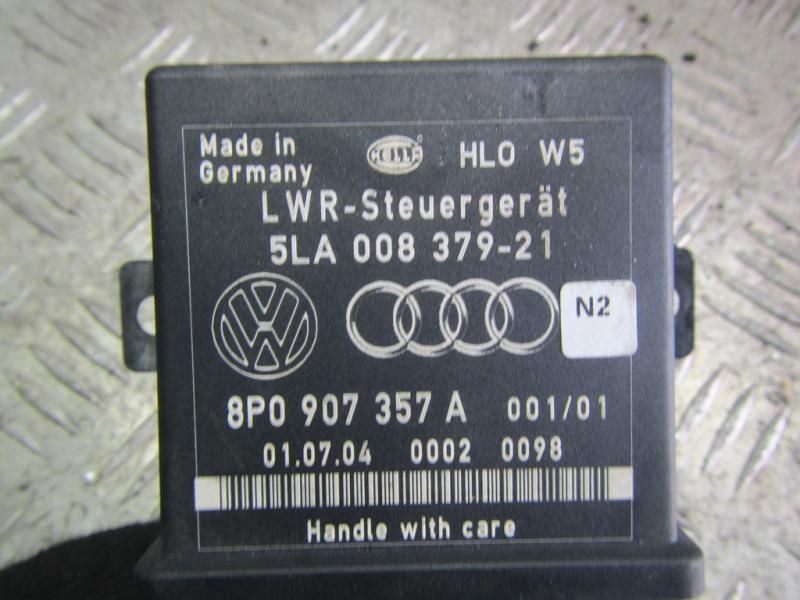 Made in
Germany
HELLA
HLO W5
LWR-Steuergerät
5LA 008 379-21
N2
8P0 907 357 A 001/01
01.07.04 0002 0098
Handle with care